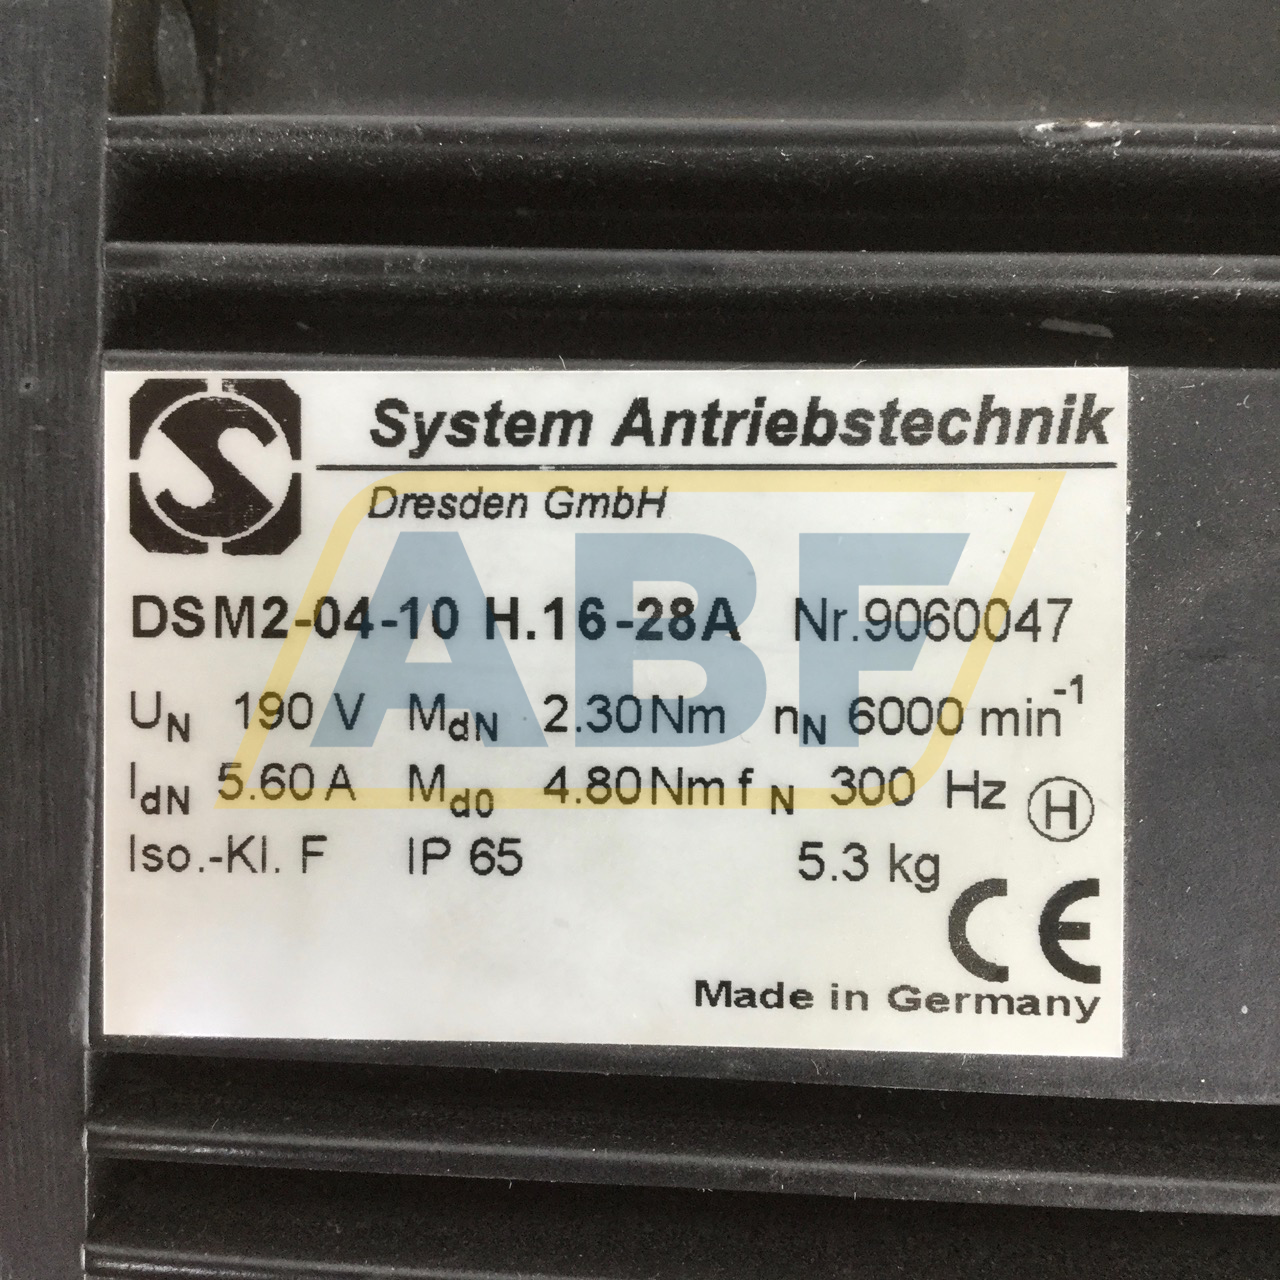 System Antriebstechnik
Dresden GmbH
DSM2-04-10 H.16-28A Nr.9060047
UN 190 V MdN 2.30Nm nN 6000 min-1
IdN 5.60A Md0 4.80Nm fN 300 Hz H
Iso.-Kl. F IP 65 5.3 kg
CE
Made in Germany
ABF